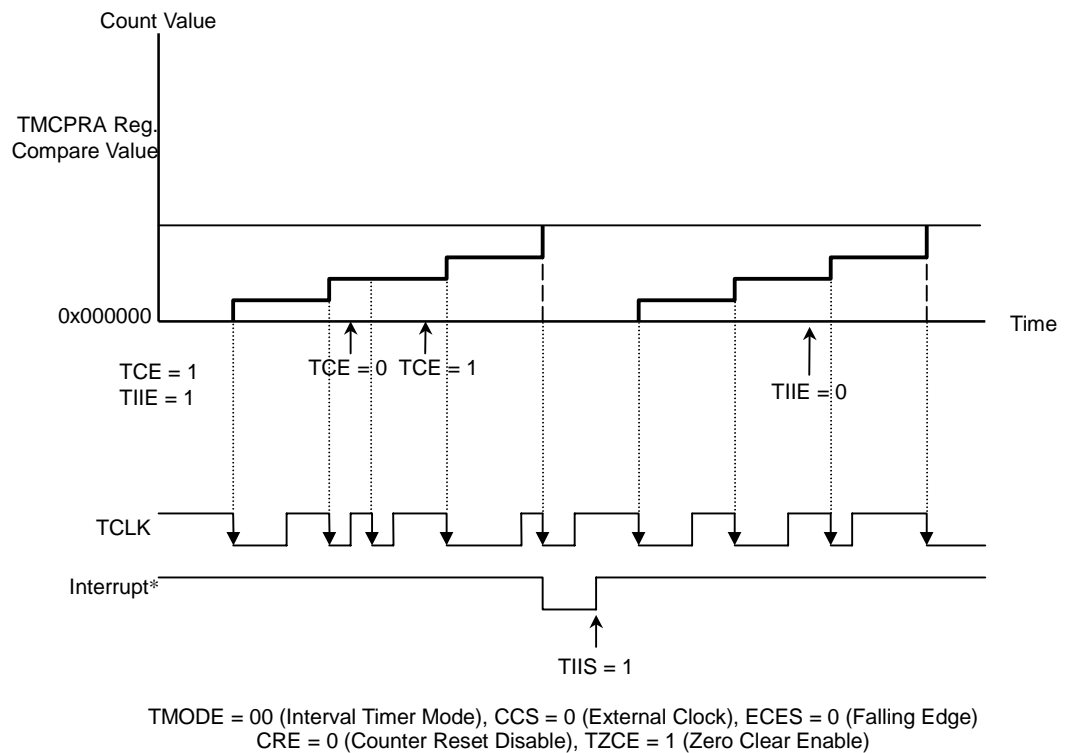 Count Value
TMCPRA Reg.
Compare Value
0x000000
Time
TCE = 1
TIIE = 1
TCE = 0
TCE = 1
TIIE = 0
TCLK
Interrupt*
TIIS = 1
TMODE = 00 (Interval Timer Mode), CCS = 0 (External Clock), ECES = 0 (Falling Edge)
CRE = 0 (Counter Reset Disable), TZCE = 1 (Zero Clear Enable)